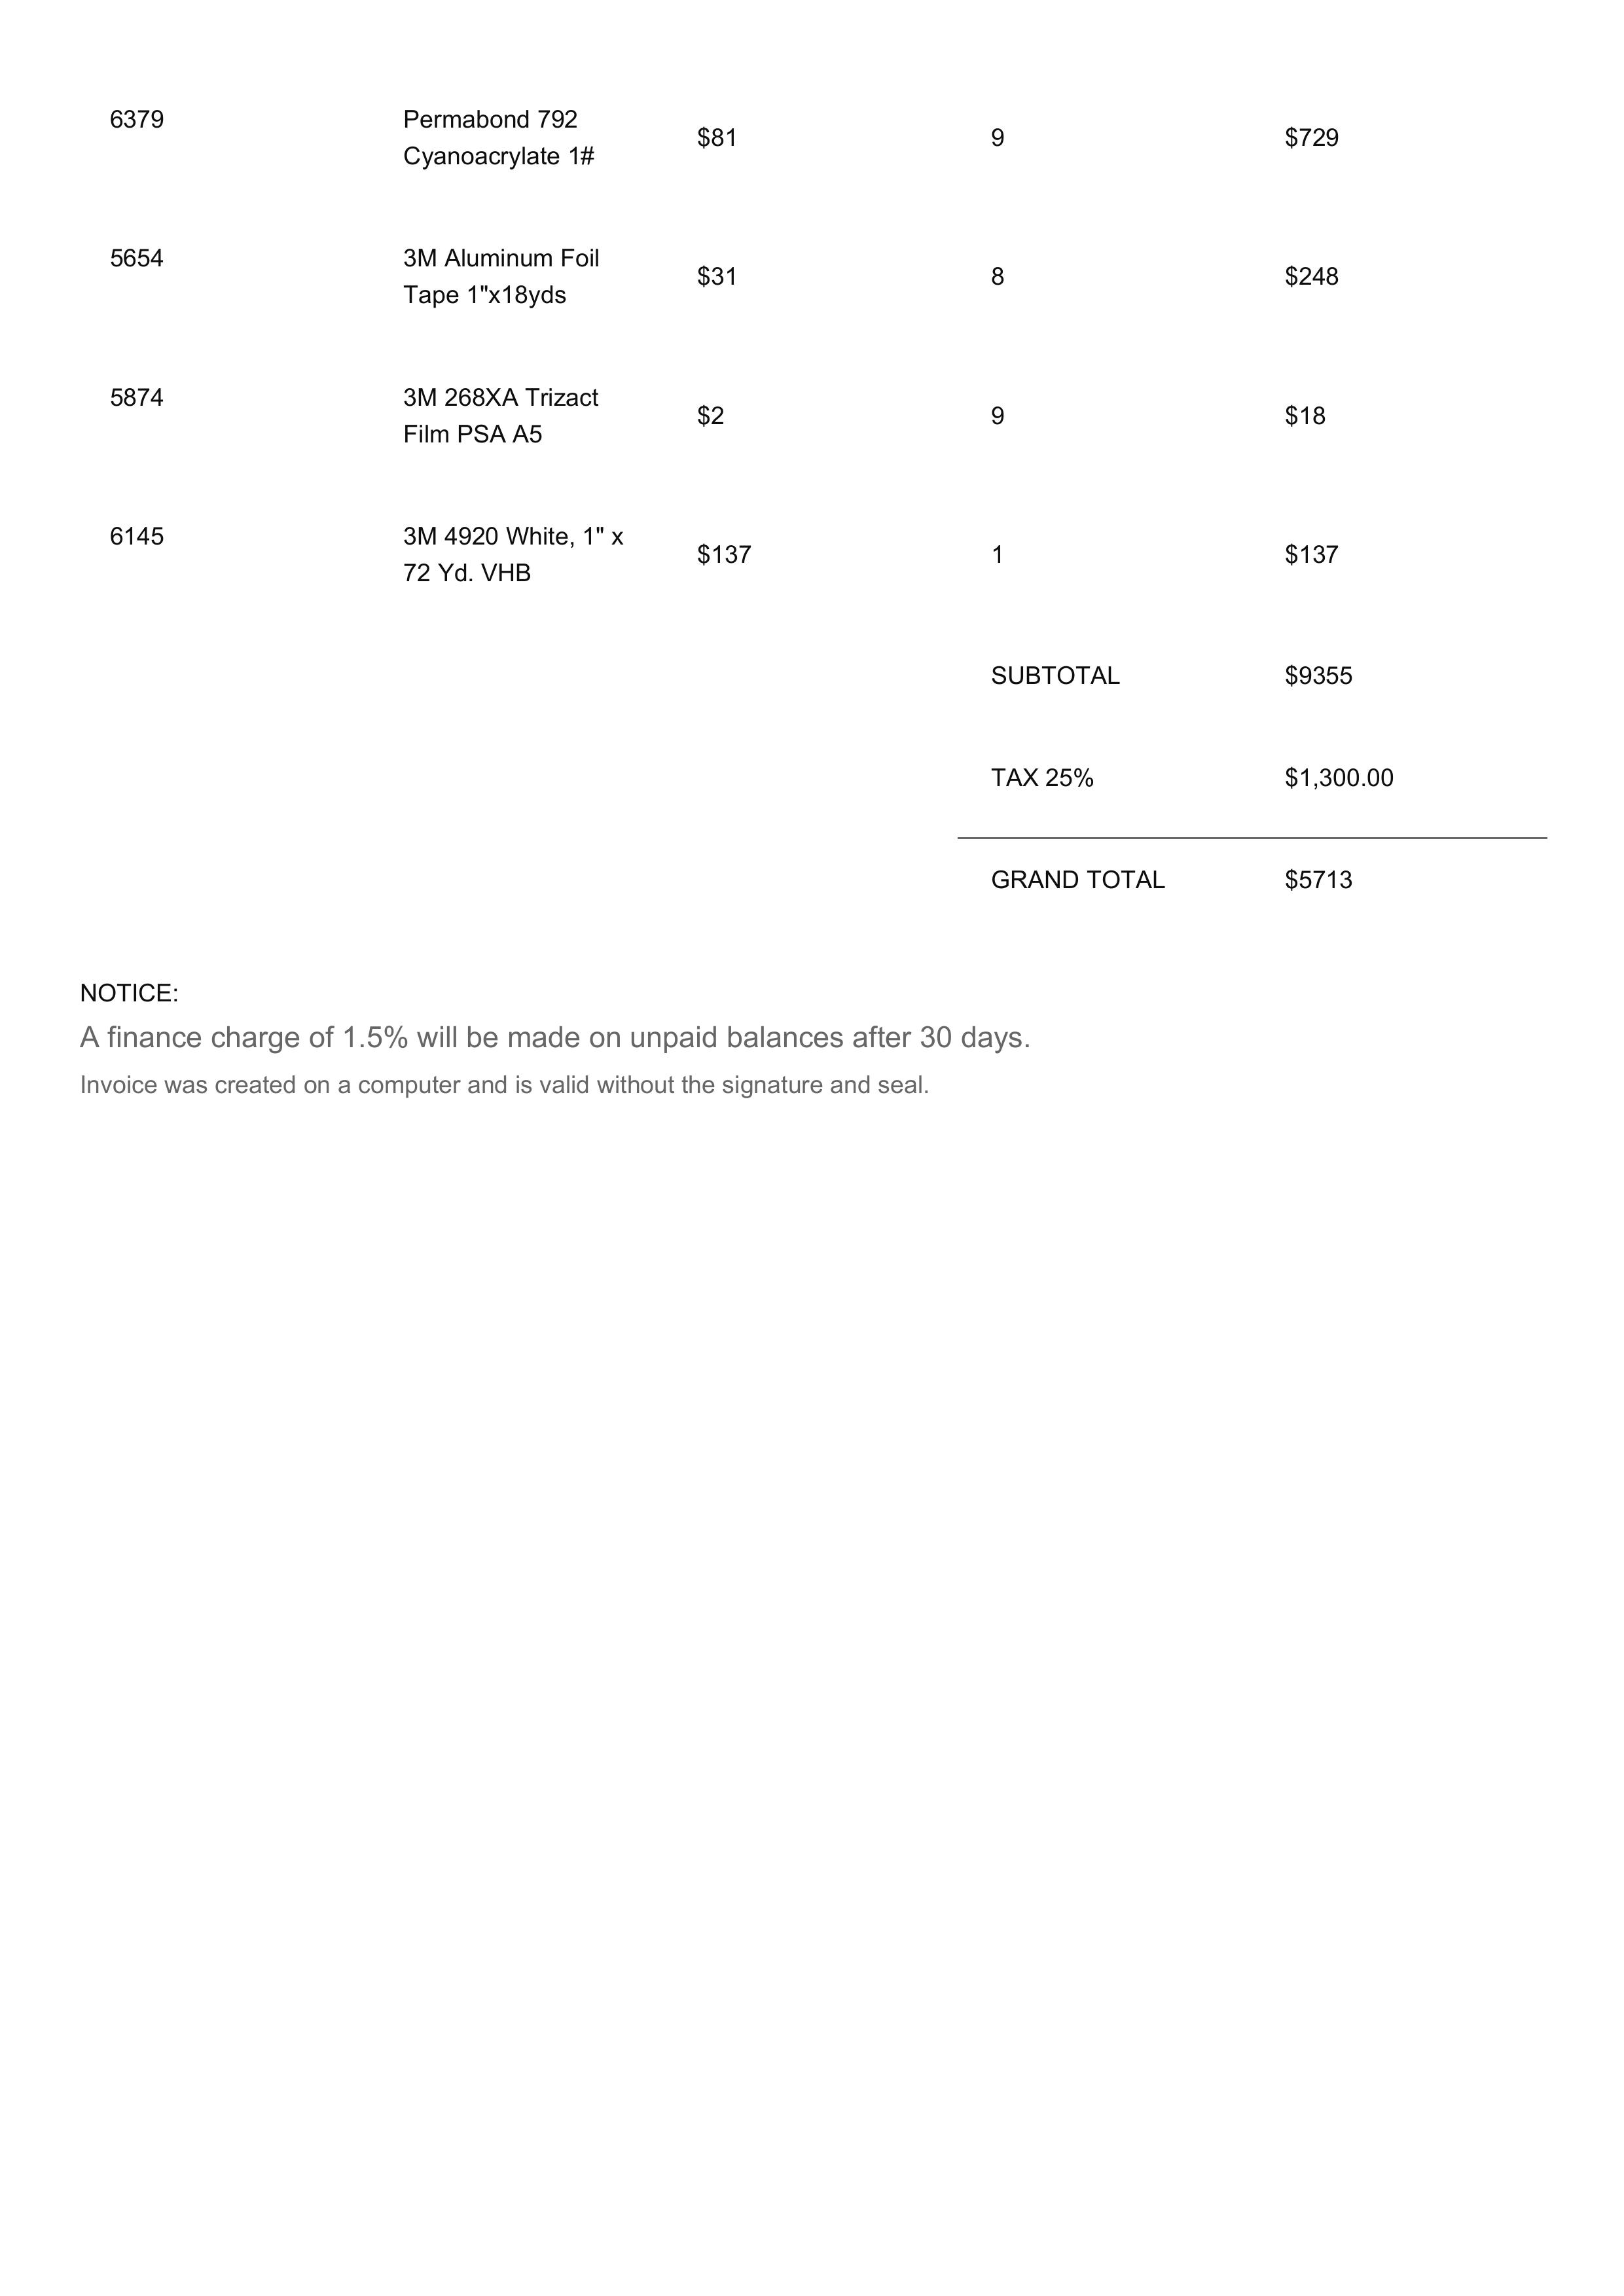 6379 Permabond 792 Cyanoacrylate 1# $81 9 $729
5654 3M Aluminum Foil Tape 1"x18yds $31 8 $248
5874 3M 268XA Trizact Film PSA A5 $2 9 $18
6145 3M 4920 White, 1" x 72 Yd. VHB $137 1 $137
SUBTOTAL $9355
TAX 25% $1,300.00
GRAND TOTAL $5713
NOTICE:
A finance charge of 1.5% will be made on unpaid balances after 30 days.
Invoice was created on a computer and is valid without the signature and seal.